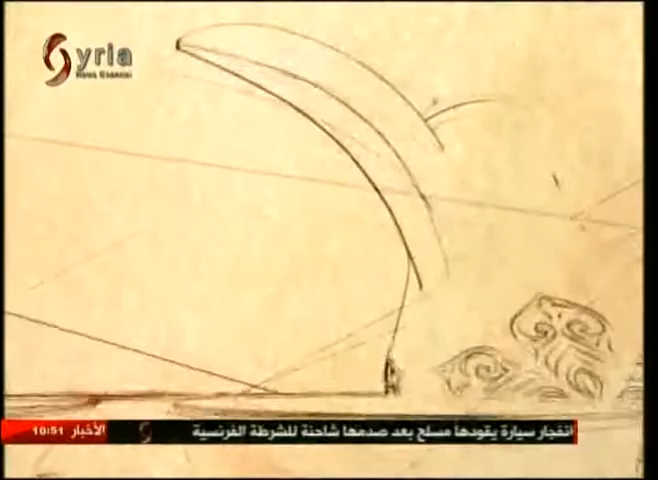 Syria
News Channel
انفجار سيارة يقودها مسلح بعد صدمها شاحنة للشرطة الفرنسية
الأخبار 10:51